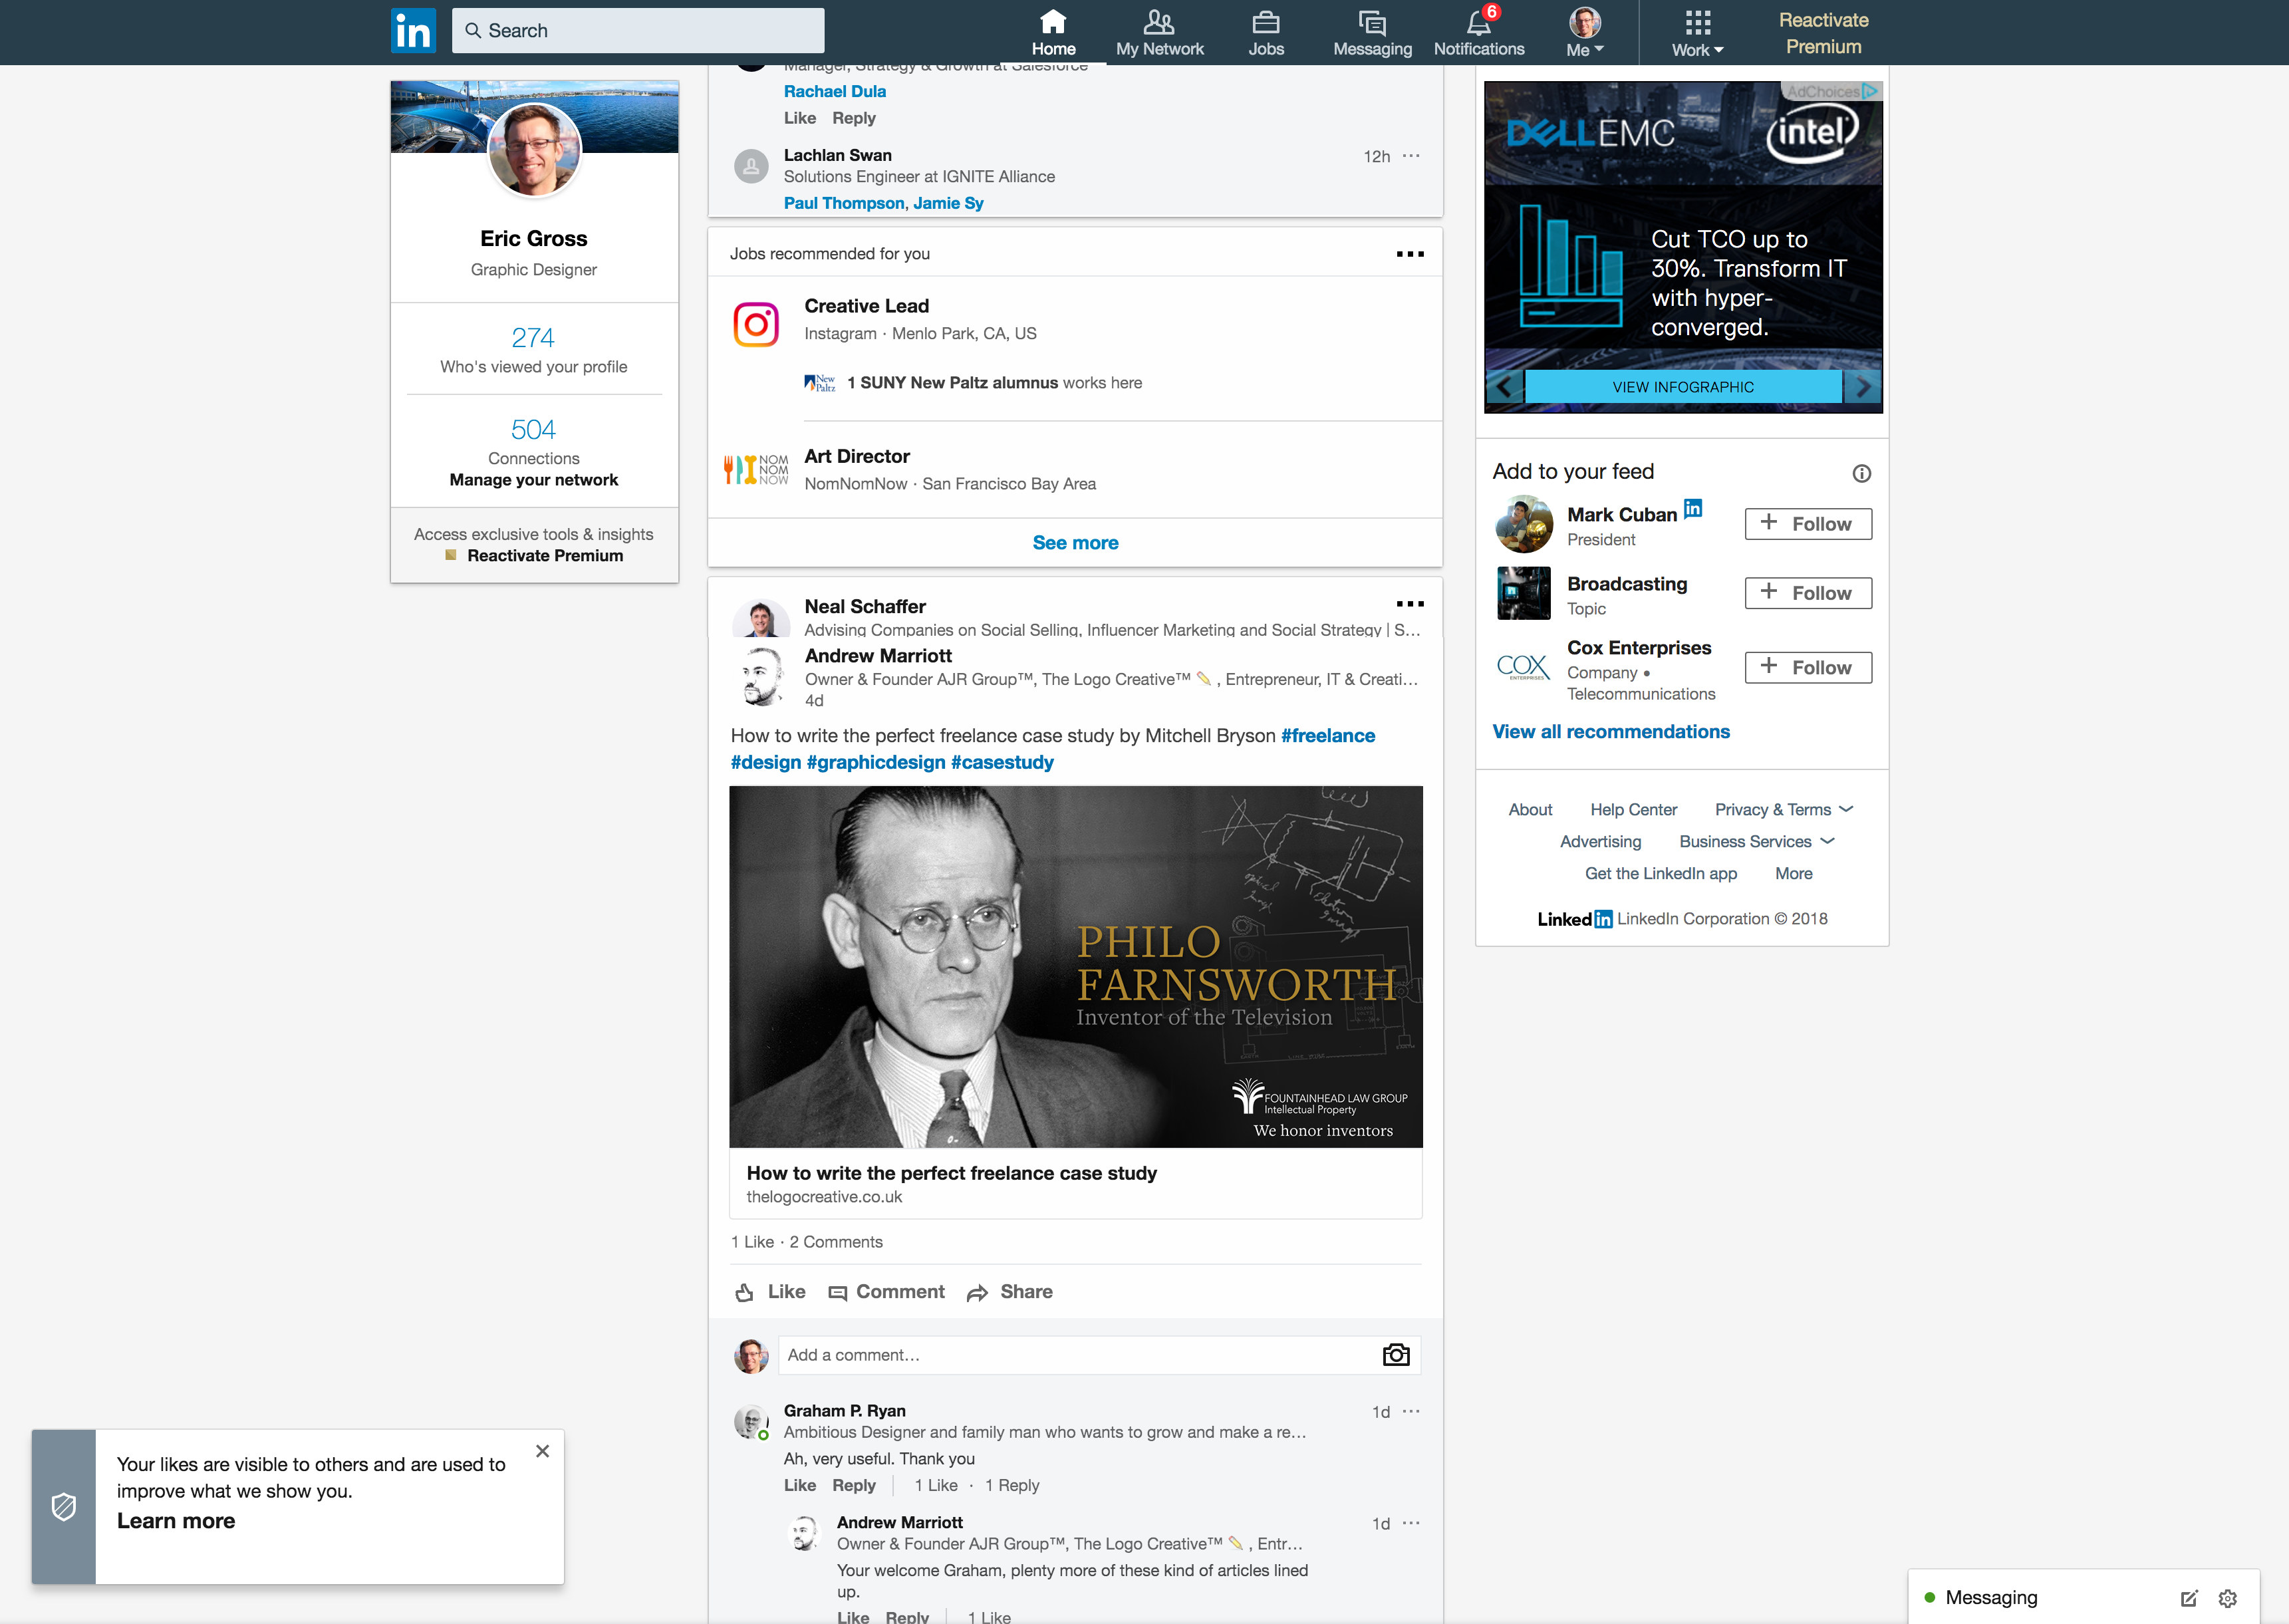 in
Search
Home
My Network
Jobs
Messaging
6
Notifications
Me
Work
Reactivate
Premium
Eric Gross
Graphic Designer
274
Who's viewed your profile
504
Connections
Manage your network
Access exclusive tools & insights
Reactivate Premium
Manager, Strategy & Growth at Salesforce
Rachael Dula
Like Reply
Lachlan Swan
12h
Solutions Engineer at IGNITE Alliance
Paul Thompson, Jamie Sy
Jobs recommended for you
Creative Lead
Instagram · Menlo Park, CA, US
New
Paltz
1 SUNY New Paltz alumnus works here
NOM
NOM
NOW
Art Director
NomNomNow · San Francisco Bay Area
See more
Neal Schaffer
Advising Companies on Social Selling, Influencer Marketing and Social Strategy | S...
Andrew Marriott
Owner & Founder AJR Group™, The Logo Creative™ ✏️ , Entrepreneur, IT & Creati...
4d
How to write the perfect freelance case study by Mitchell Bryson #freelance
#design #graphicdesign #casestudy
PHILO
FARNSWORTH
Inventor of the Television
FOUNTAINHEAD LAW GROUP
Intellectual Property
We honor inventors
How to write the perfect freelance case study
thelogocreative.co.uk
1 Like · 2 Comments
Like Comment Share
Add a comment…
Graham P. Ryan
1d
Ambitious Designer and family man who wants to grow and make a re…
Ah, very useful. Thank you
Like Reply 1 Like · 1 Reply
Andrew Marriott
1d
Owner & Founder AJR Group™, The Logo Creative™ ✏️ , Entr…
Your welcome Graham, plenty more of these kind of articles lined
up.
Like Reply 1 Like
AdChoices
DELLEMC
intel
Cut TCO up to
30%. Transform IT
with hyper-
converged.
VIEW INFOGRAPHIC
Add to your feed
Mark Cuban in
President
+ Follow
Broadcasting
Topic
+ Follow
COX
ENTERPRISES
Cox Enterprises
Company •
Telecommunications
+ Follow
View all recommendations
About Help Center Privacy & Terms
Advertising Business Services
Get the LinkedIn app More
Linkedin LinkedIn Corporation © 2018
Your likes are visible to others and are used to
improve what we show you.
Learn more
Messaging